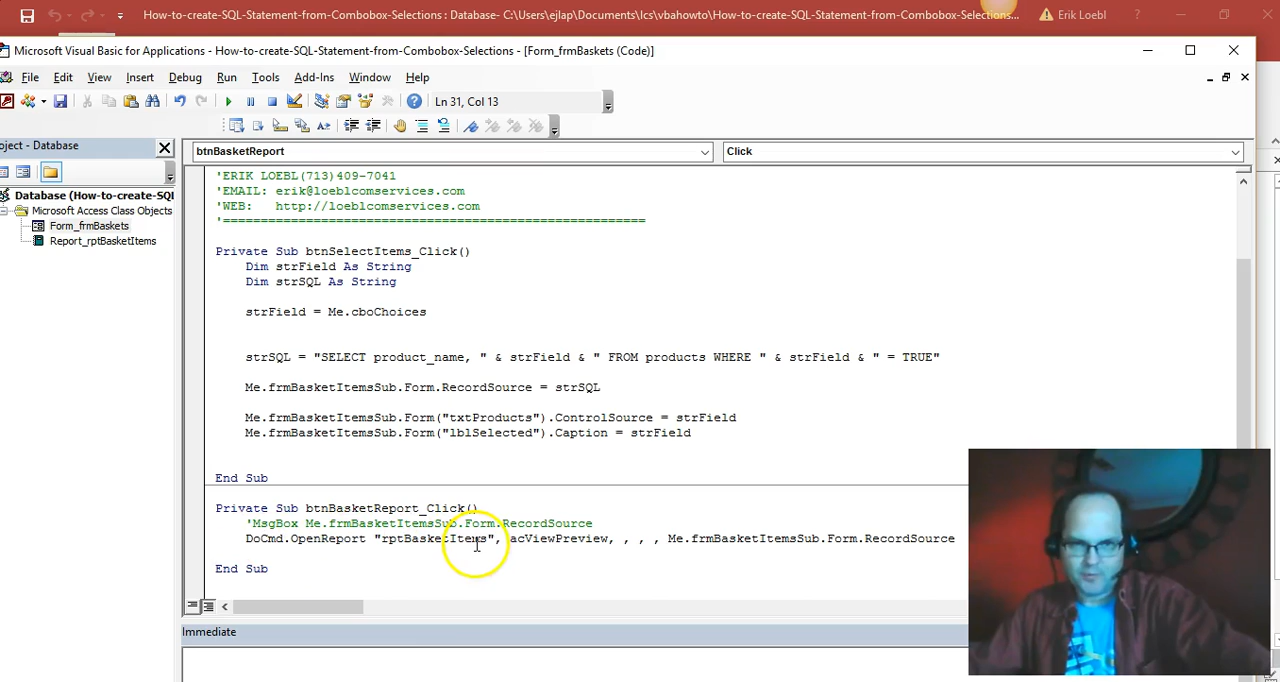 How-to-create-SQL-Statement-from-Combobox-Selections : Database- C:\Users\ejlap\Documents\lcs\vbahowto\How-to-create-SQL-Statement-from-Combobox-Selections... Erik Loebl ?
Microsoft Visual Basic for Applications - How-to-create-SQL-Statement-from-Combobox-Selections - [Form_frmBaskets (Code)]
File Edit View Insert Debug Run Tools Add-Ins Window Help
Ln 31, Col 13
oject - Database
btnBasketReport Click
Database (How-to-create-SQl
Microsoft Access Class Objects
Form_frmBaskets
Report_rptBasketItems
'ERIK LOEBL(713)409-7041
'EMAIL: erik@loeblcomservices.com
'WEB: http://loeblcomservices.com
'========================================================
Private Sub btnSelectItems_Click()
Dim strField As String
Dim strSQL As String
strField = Me.cboChoices
strSQL = "SELECT product_name, " & strField & " FROM products WHERE " & strField & " = TRUE"
Me.frmBasketItemsSub.Form.RecordSource = strSQL
Me.frmBasketItemsSub.Form("txtProducts").ControlSource = strField
Me.frmBasketItemsSub.Form("lblSelected").Caption = strField
End Sub
Private Sub btnBasketReport_Click()
'MsgBox Me.frmBasketItemsSub.Form.RecordSource
DoCmd.OpenReport "rptBasketItems", acViewPreview, , , , Me.frmBasketItemsSub.Form.RecordSource
End Sub
Immediate